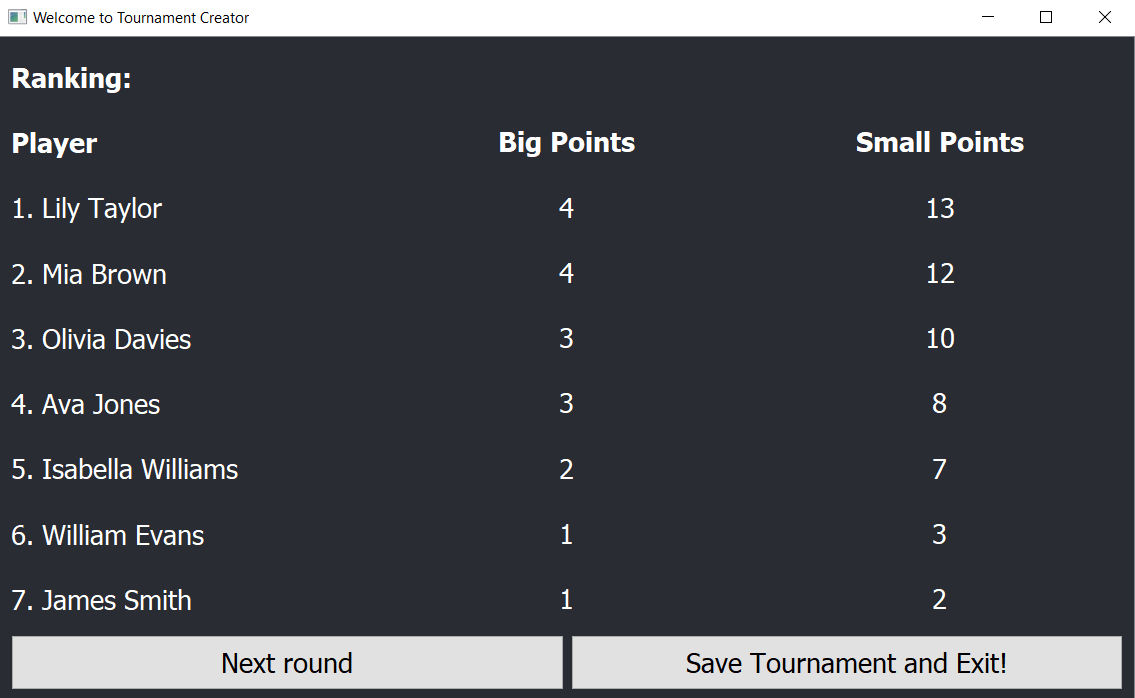 Welcome to Tournament Creator
Ranking:
Player Big Points Small Points
1. Lily Taylor 4 13
2. Mia Brown 4 12
3. Olivia Davies 3 10
4. Ava Jones 3 8
5. Isabella Williams 2 7
6. William Evans 1 3
7. James Smith 1 2
Next round Save Tournament and Exit!